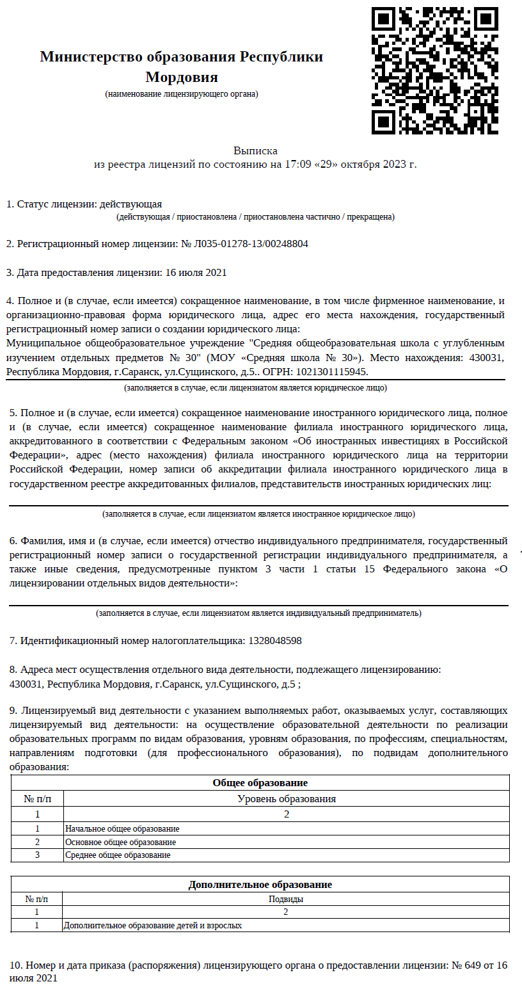 Министерство образования Республики
Мордовия
(наименование лицензирующего органа)
Выписка
из реестра лицензий по состоянию на 17:09 «29» октября 2023 г.
1. Статус лицензии: действующая
(действующая / приостановлена / приостановлена частично / прекращена)
2. Регистрационный номер лицензии: № Л035-01278-13/00248804
3. Дата предоставления лицензии: 16 июля 2021
4. Полное и (в случае, если имеется) сокращенное наименование, в том числе фирменное наименование, и
организационно-правовая форма юридического лица, адрес его места нахождения, государственный
регистрационный номер записи о создании юридического лица:
Муниципальное общеобразовательное учреждение "Средняя общеобразовательная школа с углубленным
изучением отдельных предметов № 30" (МОУ «Средняя школа № 30»). Место нахождения: 430031,
Республика Мордовия, г.Саранск, ул.Сущинского, д.5.. ОГРН: 1021301115945.
(заполняется в случае, если лицензиатом является юридическое лицо)
5. Полное и (в случае, если имеется) сокращенное наименование иностранного юридического лица, полное
и (в случае, если имеется) сокращенное наименование филиала иностранного юридического лица,
аккредитованного в соответствии с Федеральным законом «Об иностранных инвестициях в Российской
Федерации», адрес (место нахождения) филиала иностранного юридического лица на территории
Российской Федерации, номер записи об аккредитации филиала иностранного юридического лица в
государственном реестре аккредитованных филиалов, представительств иностранных юридических лиц:
(заполняется в случае, если лицензиатом является иностранное юридическое лицо)
6. Фамилия, имя и (в случае, если имеется) отчество индивидуального предпринимателя, государственный
регистрационный номер записи о государственной регистрации индивидуального предпринимателя, а
также иные сведения, предусмотренные пунктом 3 части 1 статьи 15 Федерального закона «О
лицензировании отдельных видов деятельности»:
(заполняется в случае, если лицензиатом является индивидуальный предприниматель)
7. Идентификационный номер налогоплательщика: 1328048598
8. Адреса мест осуществления отдельного вида деятельности, подлежащего лицензированию:
430031, Республика Мордовия, г.Саранск, ул.Сущинского, д.5 ;
9. Лицензируемый вид деятельности с указанием выполняемых работ, оказываемых услуг, составляющих
лицензируемый вид деятельности: на осуществление образовательной деятельности по реализации
образовательных программ по видам образования, уровням образования, по профессиям, специальностям,
направлениям подготовки (для профессионального образования), по подвидам дополнительного
образования:
Общее образование
№ п/п Уровень образования
1 2
1 Начальное общее образование
2 Основное общее образование
3 Среднее общее образование
Дополнительное образование
№ п/п Подвиды
1 2
1 Дополнительное образование детей и взрослых
10. Номер и дата приказа (распоряжения) лицензирующего органа о предоставлении лицензии: № 649 от 16
июля 2021